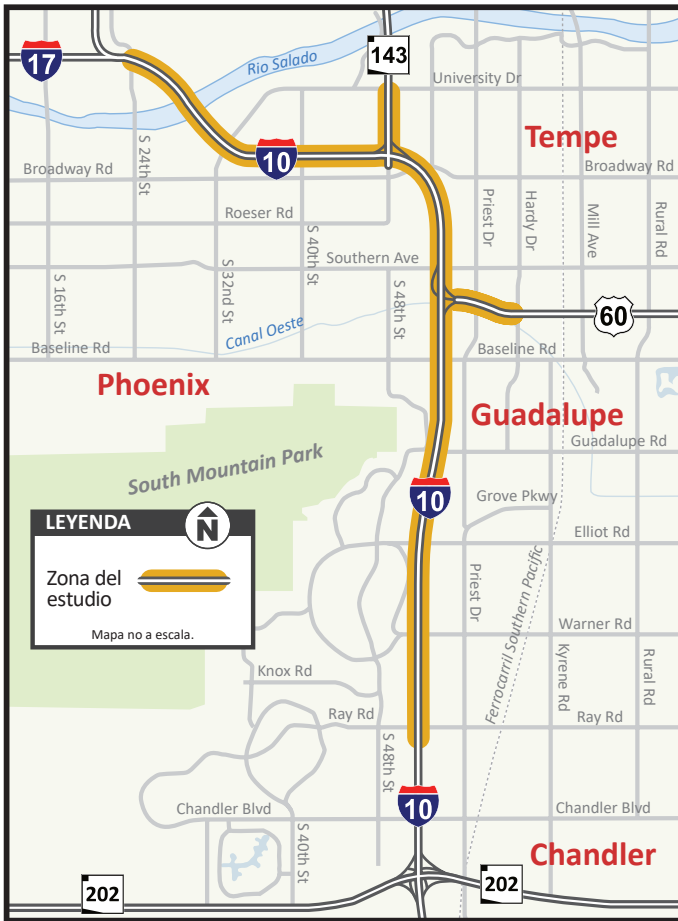 17
143
Rio Salado
University Dr
S 24th St
10
Tempe
Broadway Rd
Broadway Rd
Roeser Rd
S 40th St
Priest Dr
Hardy Dr
Mill Ave
Rural Rd
Southern Ave
S 16th St
S 32nd St
S 48th St
Canal Oeste
60
Baseline Rd
Baseline Rd
Phoenix
Guadalupe
Guadalupe Rd
South Mountain Park
10
Grove Pkwy
LEYENDA
N
Elliot Rd
Zona del
estudio
Priest Dr
Ferrocarril Southern Pacific
Mapa no a escala.
Warner Rd
Kyrene Rd
Rural Rd
Knox Rd
Ray Rd
Ray Rd
S 48th St
10
Chandler Blvd
Chandler Blvd
S 40th St
Chandler
202
202